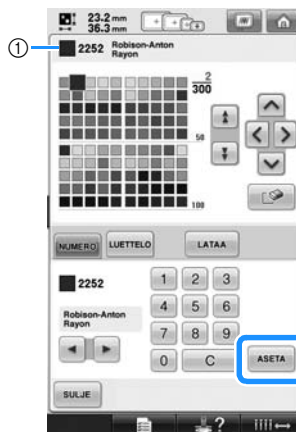 23.2 mm
36.3 mm
①
2252 Robison-Anton
Rayon
2
300
50
100
NUMERO
LUETTELO
LATAA
2252
1 2 3
Robison-Anton
Rayon
4 5 6
7 8 9
0 C
ASETA
SULJE
?